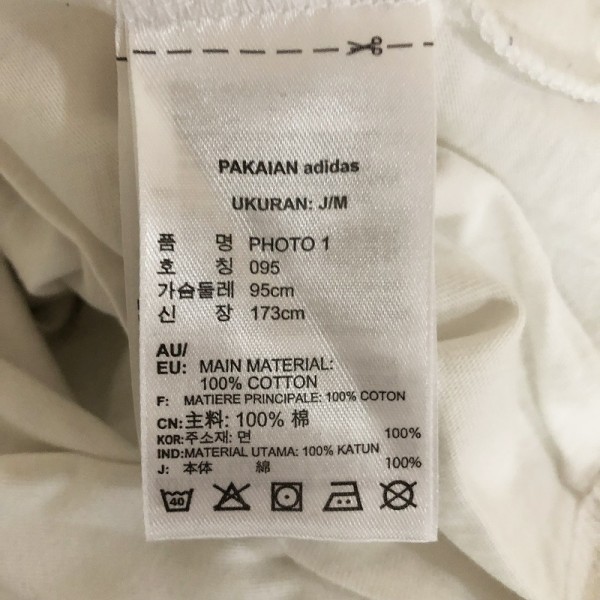 PAKAIAN adidas
UKURAN: J/M
품 명 PHOTO 1
호 칭 095
가슴둘레 95cm
신 장 173cm
AU/
EU: MAIN MATERIAL:
100% COTTON
F: MATIERE PRINCIPALE: 100% COTON
CN:主料: 100% 棉
KOR:주소재: 면 100%
IND:MATERIAL UTAMA: 100% KATUN
J: 本体 綿 100%
40